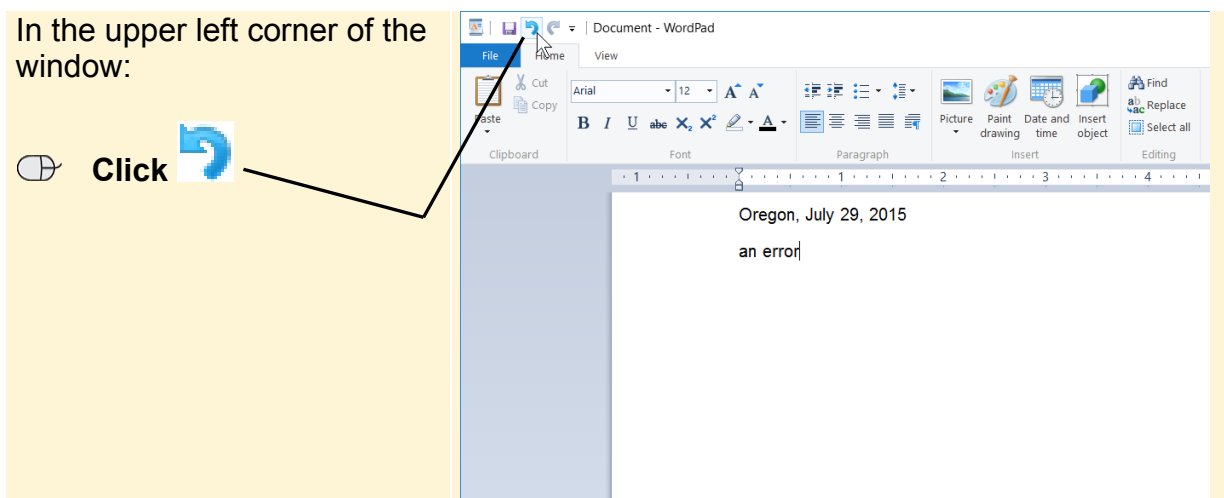 In the upper left corner of the
window:
Click
Document - WordPad
File Home View
Cut
Copy
Paste
Clipboard
Arial 12 A A
B I U abc X₂ X² A
Font
Paragraph
Picture
Paint drawing
Date and time
Insert object
Insert
Find
Replace
Select all
Editing
1 1 2 3 4
Oregon, July 29, 2015
an error